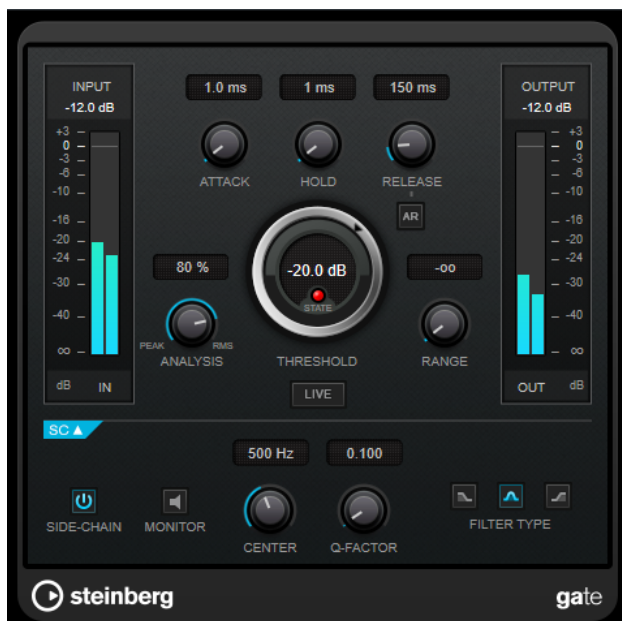 INPUT
-12.0 dB
+3
0
-3
-6
-10
-16
-20
-24
-30
-40
∞
dB IN
1.0 ms
1 ms
150 ms
ATTACK
HOLD
RELEASE
AR
80 %
-20.0 dB
STATE
-∞
PEAK
RMS
ANALYSIS
THRESHOLD
RANGE
LIVE
OUTPUT
-12.0 dB
+3
0
-3
-6
-10
-16
-20
-24
-30
-40
∞
OUT dB
SC
500 Hz
0.100
SIDE-CHAIN
MONITOR
CENTER
Q-FACTOR
FILTER TYPE
steinberg
gate